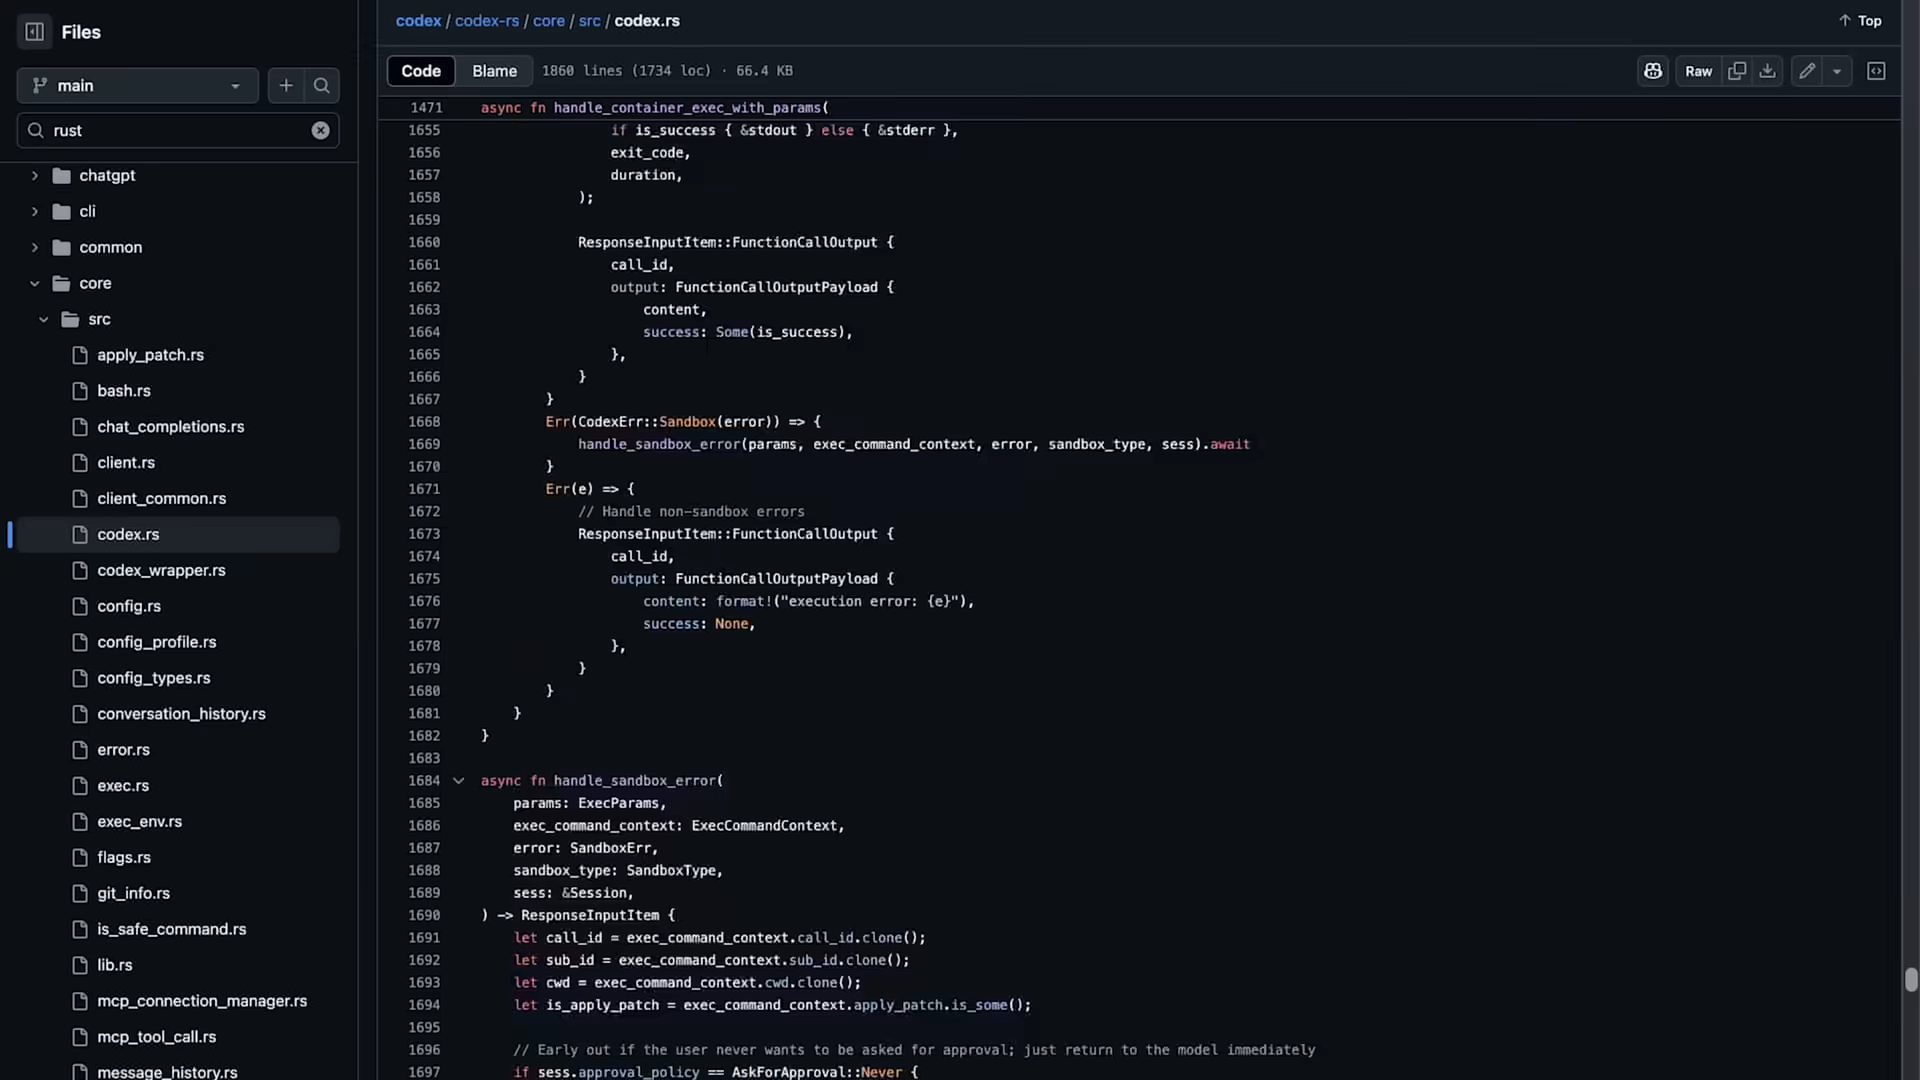 Files
main
rust
chatgpt
cli
common
core
src
apply_patch.rs
bash.rs
chat_completions.rs
client.rs
client_common.rs
codex.rs
codex_wrapper.rs
config.rs
config_profile.rs
config_types.rs
conversation_history.rs
error.rs
exec.rs
exec_env.rs
flags.rs
git_info.rs
is_safe_command.rs
lib.rs
mcp_connection_manager.rs
mcp_tool_call.rs
message_history.rs
codex / codex-rs / core / src / codex.rs
Top
Code Blame 1860 lines (1734 loc) · 66.4 KB
Raw
1471 async fn handle_container_exec_with_params(
1655 if is_success { &stdout } else { &stderr },
1656 exit_code,
1657 duration,
1658 );
1659
1660 ResponseInputItem::FunctionCallOutput {
1661 call_id,
1662 output: FunctionCallOutputPayload {
1663 content,
1664 success: Some(is_success),
1665 },
1666 }
1667 }
1668 Err(CodexErr::Sandbox(error)) => {
1669 handle_sandbox_error(params, exec_command_context, error, sandbox_type, sess).await
1670 }
1671 Err(e) => {
1672 // Handle non-sandbox errors
1673 ResponseInputItem::FunctionCallOutput {
1674 call_id,
1675 output: FunctionCallOutputPayload {
1676 content: format!("execution error: {e}"),
1677 success: None,
1678 },
1679 }
1680 }
1681 }
1682 }
1683
1684 async fn handle_sandbox_error(
1685 params: ExecParams,
1686 exec_command_context: ExecCommandContext,
1687 error: SandboxErr,
1688 sandbox_type: SandboxType,
1689 sess: &Session,
1690 ) -> ResponseInputItem {
1691 let call_id = exec_command_context.call_id.clone();
1692 let sub_id = exec_command_context.sub_id.clone();
1693 let cwd = exec_command_context.cwd.clone();
1694 let is_apply_patch = exec_command_context.apply_patch.is_some();
1695
1696 // Early out if the user never wants to be asked for approval; just return to the model immediately
1697 if sess.approval_policy == AskForApproval::Never {